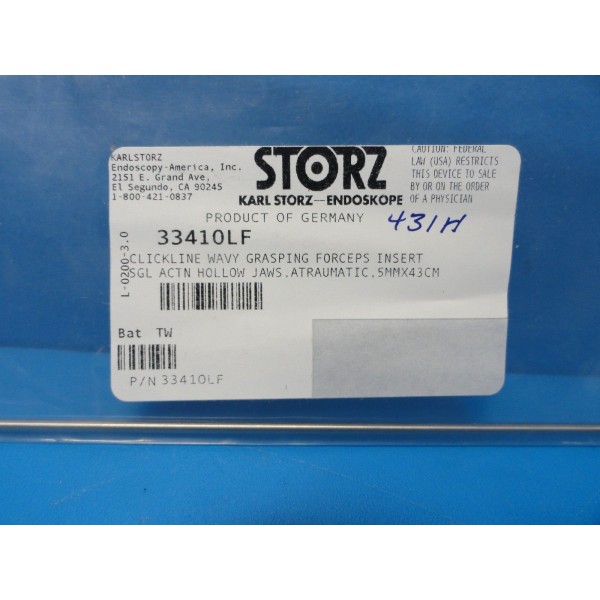 KARLSTORZ
Endoscopy-America, Inc.
2151 E. Grand Ave,
El Segundo, CA 90245
1-800-421-0837
STORZ
KARL STORZ—ENDOSKOPE
CAUTION: FEDERAL
LAW (USA) RESTRICTS
THIS DEVICE TO SALE
BY OR ON THE ORDER
OF A PHYSICIAN
PRODUCT OF GERMANY
431H
33410LF
L-0200-3.0
CLICKLINE WAVY GRASPING FORCEPS INSERT
SGL ACTN HOLLOW JAWS.ATRAUMATIC.5MMX43CM
Bat TW
P/N 33410LF